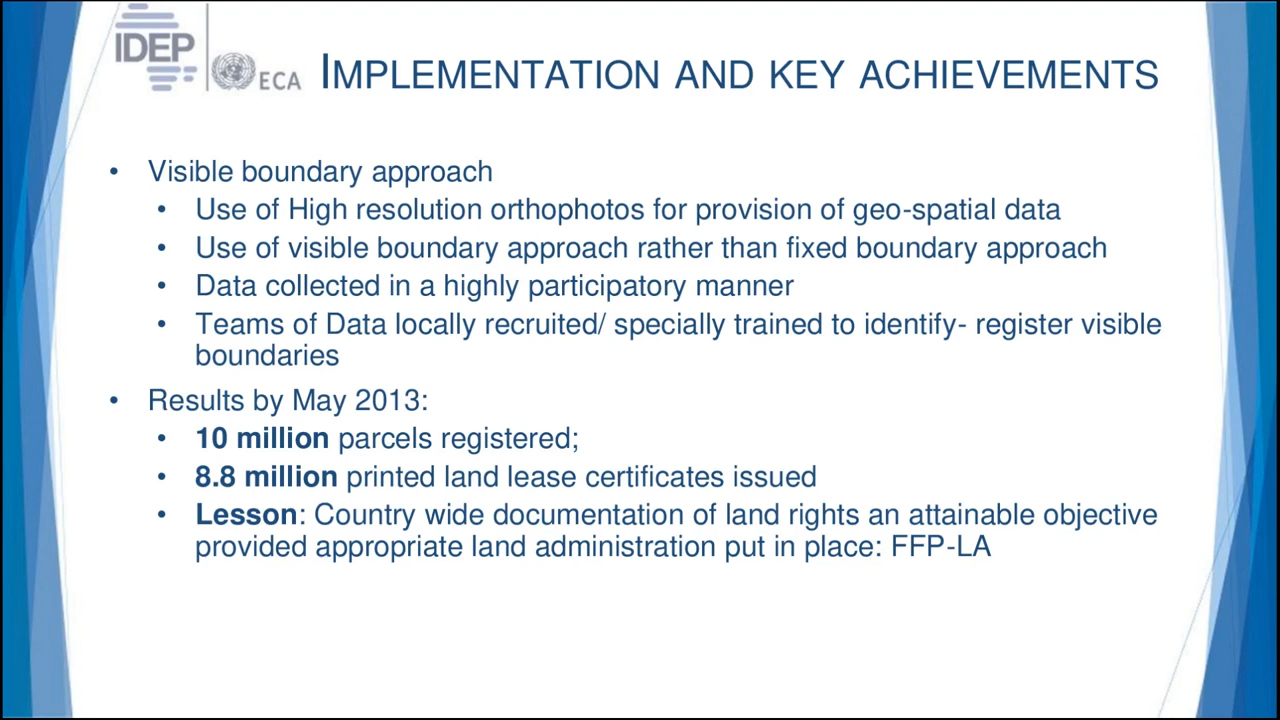 IDEP
ECA
IMPLEMENTATION AND KEY ACHIEVEMENTS
• Visible boundary approach
• Use of High resolution orthophotos for provision of geo-spatial data
• Use of visible boundary approach rather than fixed boundary approach
• Data collected in a highly participatory manner
• Teams of Data locally recruited/ specially trained to identify- register visible
boundaries
• Results by May 2013:
• 10 million parcels registered;
• 8.8 million printed land lease certificates issued
• Lesson: Country wide documentation of land rights an attainable objective
provided appropriate land administration put in place: FFP-LA